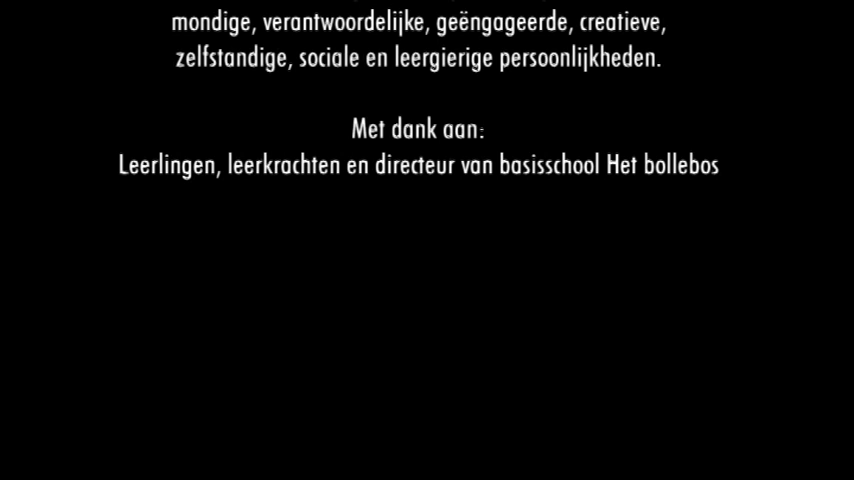 mondige, verantwoordelijke, geëngageerde, creatieve,
zelfstandige, sociale en leergierige persoonlijkheden.
Met dank aan:
Leerlingen, leerkrachten en directeur van basisschool Het bollebos